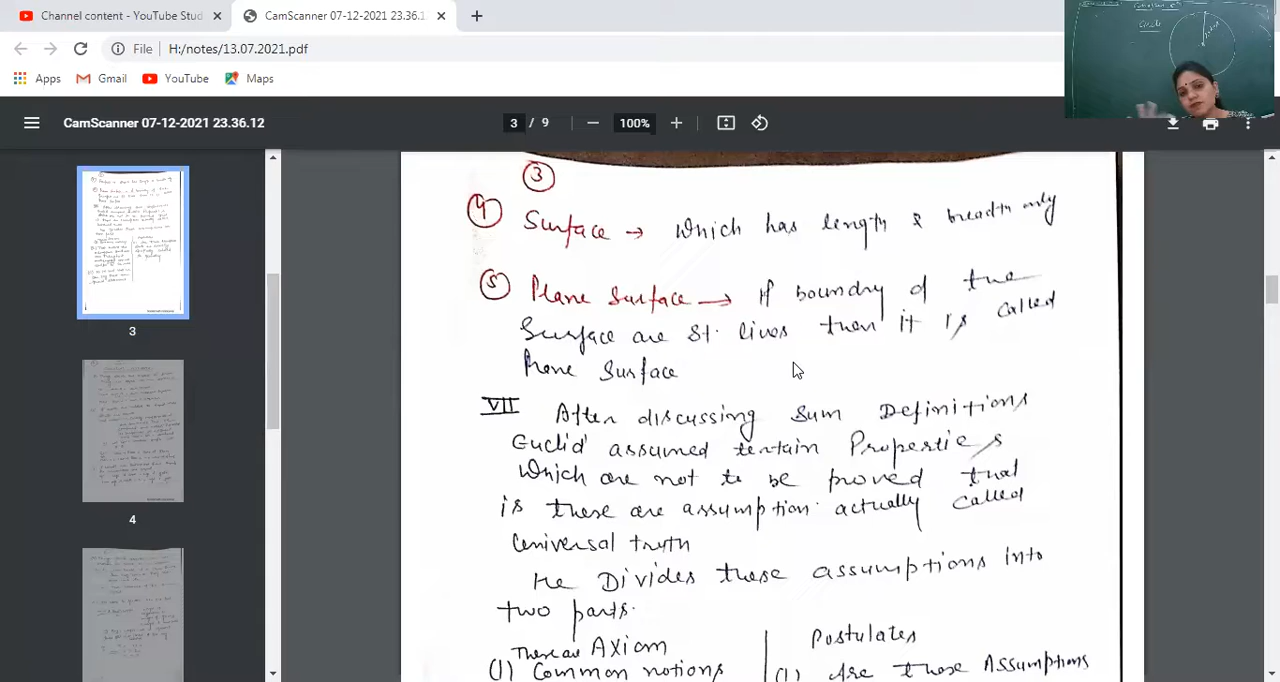 Channel content - YouTube Stud
CamScanner 07-12-2021 23.36.12
File
H:/notes/13.07.2021.pdf
Apps
Gmail
YouTube
Maps
CamScanner 07-12-2021 23.36.12
3 / 9
100%
3
4
3
4 Surface → Which has length & breadth only
5 Plane Surface → if boundry of the
Surface are St. lines then it is called
Plane Surface
VII After discussing Sum Definitions
Euclid assumed certain Properties
Which are not to be proved that
is these are assumption actually called
Universal truth
He Divides these assumptions into
two parts.
These are Axiom
Postulates
(1) Common notions
(1) Are those Assumptions
Circle